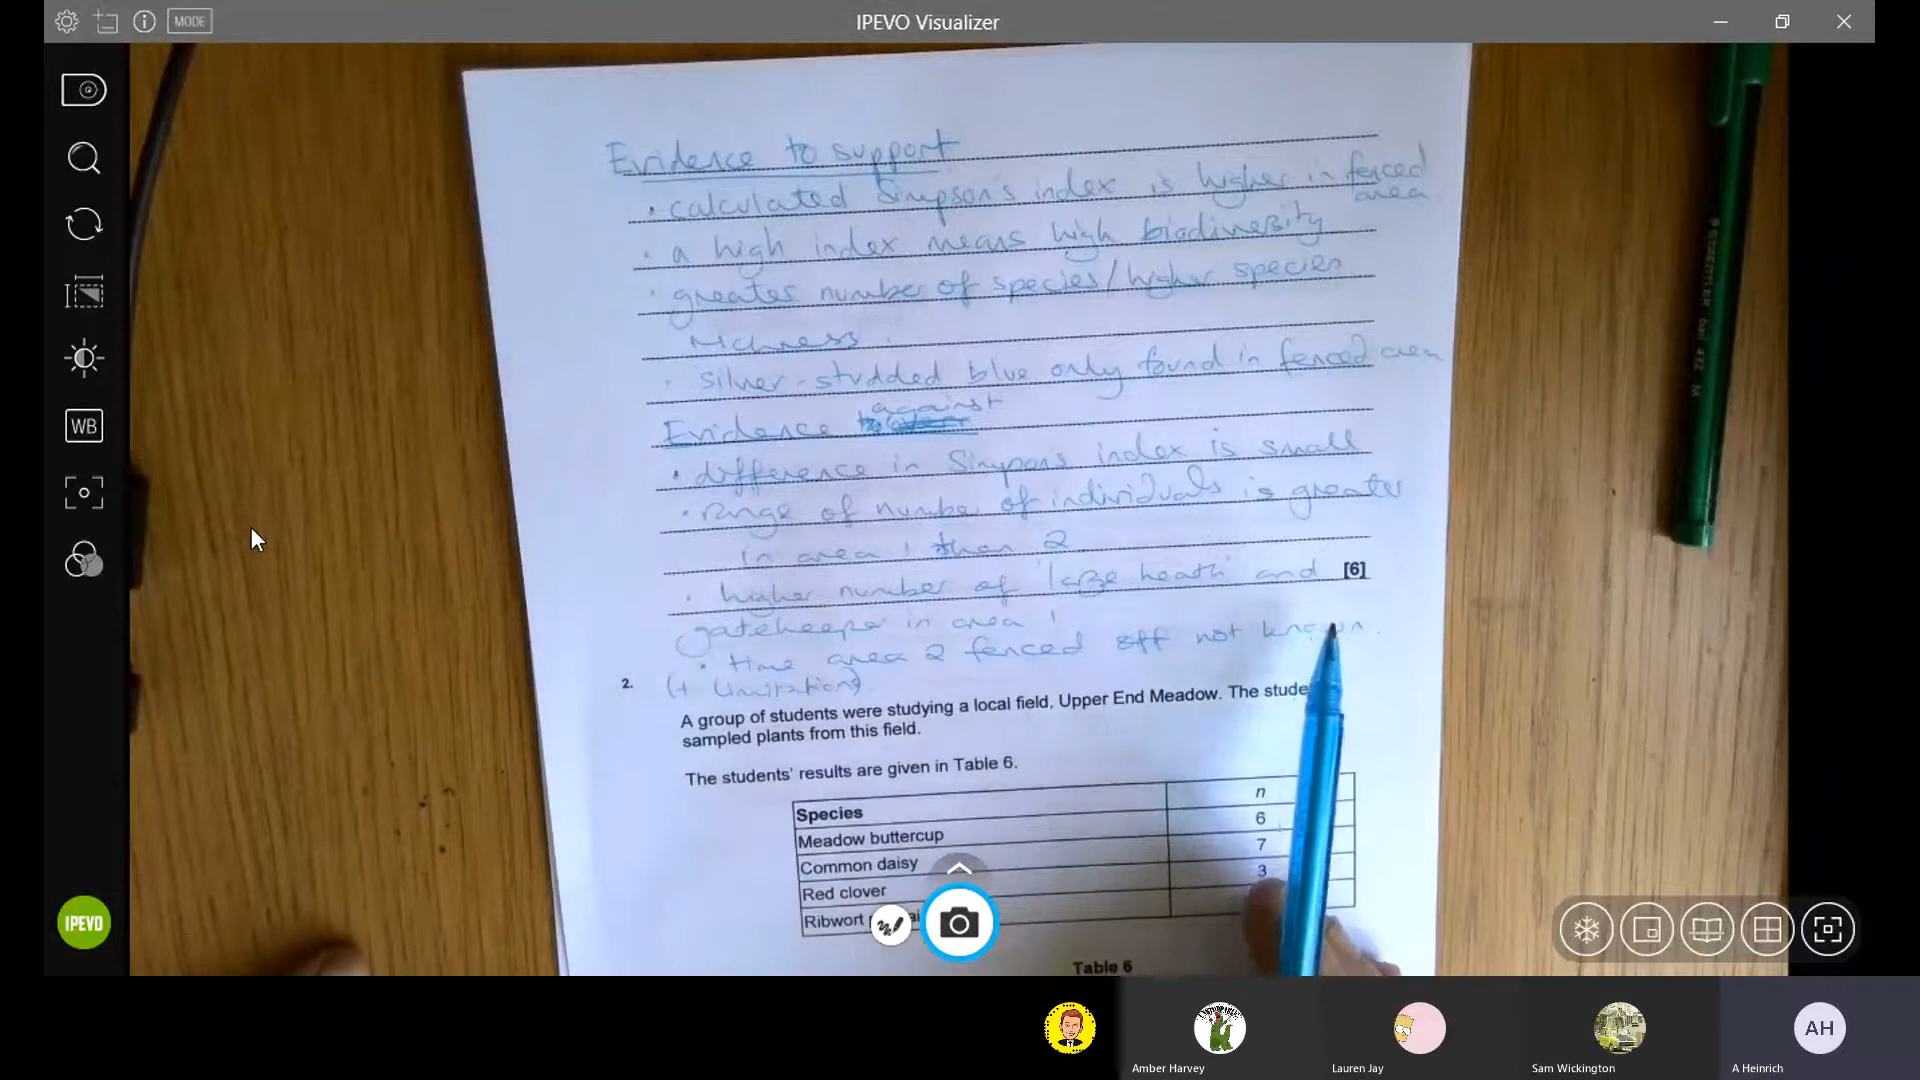 MODE
IPEVO Visualizer
Evidence to support
• calculated Simpson's index is higher in fenced
area
• a high index means high biodiversity
• greater number of species/higher species
richness.
• silver-studded blue only found in fenced area
against
Evidence
• difference in Simpsons index is small
• range of number of individuals is greater
in area 1 than 2
• higher number of 'large heath' and [6]
gatekeeper in area 1
• time area 2 fenced off not known.
(+ limitations).
2.
A group of students were studying a local field, Upper End Meadow. The stude
sampled plants from this field.
The students' results are given in Table 6.
Species n
Meadow buttercup 6
Common daisy 7
Red clover 3
Ribwort
Table 6
WB
IPEVO
STAEDTLER ball 432 M
AH
Amber Harvey
Lauren Jay
Sam Wickington
A Heinrich